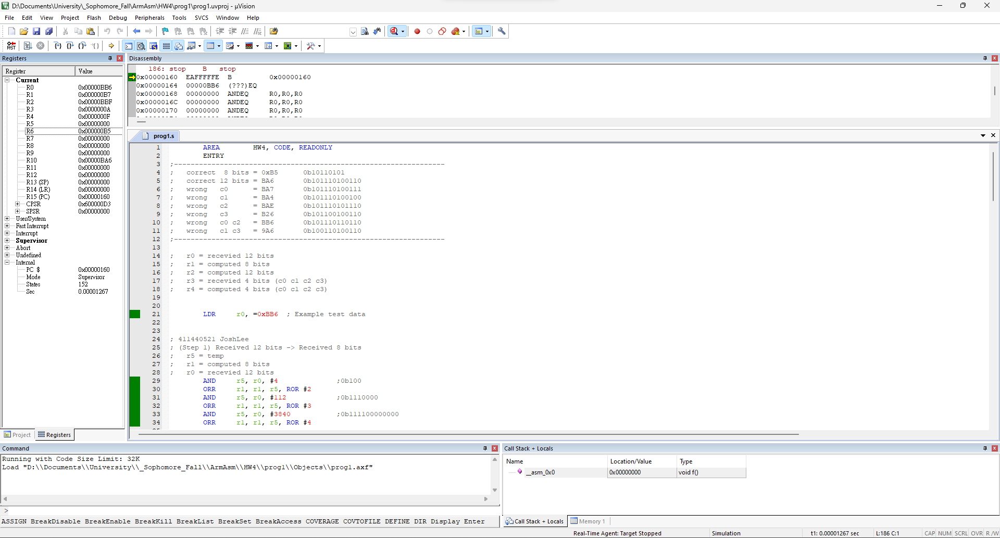 D:\Documents\University\_Sophomore_Fall\ArmAsm\HW4\prog1\prog1.uvproj - µVision
File Edit View Project Flash Debug Peripherals Tools SVCS Window Help
Registers
Register Value
Current
R0 0x00000BB6
R1 0x000000B7
R2 0x00000BBF
R3 0x0000000A
R4 0x0000000F
R5 0x00000000
R6 0x000000B5
R7 0x00000000
R8 0x00000000
R9 0x00000000
R10 0x00000BA6
R11 0x00000000
R12 0x00000000
R13 (SP) 0x00000000
R14 (LR) 0x00000000
R15 (PC) 0x00000160
CPSR 0x600000D3
SPSR 0x00000000
User/System
Fast Interrupt
Interrupt
Supervisor
Abort
Undefined
Internal
PC $ 0x00000160
Mode Supervisor
States 152
Sec 0.00001267
Project Registers
Disassembly
186: stop B stop
0x00000160 EAFFFFFE B 0x00000160
0x00000164 00000BB6 (???)EQ
0x00000168 00000000 ANDEQ R0,R0,R0
0x0000016C 00000000 ANDEQ R0,R0,R0
0x00000170 00000000 ANDEQ R0,R0,R0
prog1.s
1 AREA HW4, CODE, READONLY
2 ENTRY
3 ;-----------------------------------------------------------------
4 ; correct 8 bits = 0xB5 0b10110101
5 ; correct 12 bits = BA6 0b101110100110
6 ; wrong c0 = BA7 0b101110100111
7 ; wrong c1 = BA4 0b101110100100
8 ; wrong c2 = BAE 0b101110101110
9 ; wrong c3 = B26 0b101100100110
10 ; wrong c0 c2 = BB6 0b101110110110
11 ; wrong c1 c3 = 9A6 0b100110100110
12 ;-----------------------------------------------------------------
13
14 ; r0 = recevied 12 bits
15 ; r1 = computed 8 bits
16 ; r2 = computed 12 bits
17 ; r3 = recevied 4 bits (c0 c1 c2 c3)
18 ; r4 = computed 4 bits (c0 c1 c2 c3)
19
20
21 LDR r0, =0xBB6 ; Example test data
22
23
24 ; 411440521 JoshLee
25 ; (Step 1) Received 12 bits -> Received 8 bits
26 ; r5 = temp
27 ; r1 = computed 8 bits
28 ; r0 = recevied 12 bits
29 AND r5, r0, #4 ;0b100
30 ORR r1, r1, r5, ROR #2
31 AND r5, r0, #112 ;0b1110000
32 ORR r1, r1, r5, ROR #3
33 AND r5, r0, #3840 ;0b111100000000
34 ORR r1, r1, r5, ROR #4
Command
Running with Code Size Limit: 32K
Load "D:\\Documents\\University\\_Sophomore_Fall\\ArmAsm\\HW4\\prog1\\Objects\\prog1.axf"
>
ASSIGN BreakDisable BreakEnable BreakKill BreakList BreakSet BreakAccess COVERAGE COVTOFILE DEFINE DIR Display Enter
Call Stack + Locals
Name Location/Value Type
__asm_0x0 0x00000000 void f()
Call Stack + Locals Memory 1
Real-Time Agent: Target Stopped Simulation t1: 0.00001267 sec L:186 C:1 CAP NUM SCRL OVR R/W